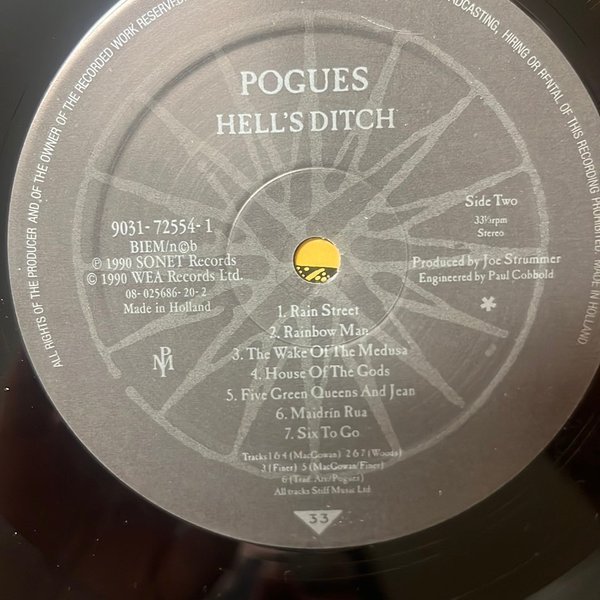 ALL RIGHTS OF THE PRODUCER AND OF THE OWNER OF THE RECORDED WORK RESERVED
BROADCASTING, HIRING OR RENTAL OF THIS RECORDING PROHIBITED. MADE IN HOLLAND
POGUES
HELL'S DITCH
9031-72554-1
BIEM/n©b
℗ 1990 SONET Records
© 1990 WEA Records Ltd.
08-025686-20-2
Made in Holland
Side Two
33⅓rpm
Stereo
Produced by Joe Strummer
Engineered by Paul Cobbold
*
PM
1. Rain Street
2. Rainbow Man
3. The Wake Of The Medusa
4. House Of The Gods
5. Five Green Queens And Jean
6. Maidrín Rua
7. Six To Go
Tracks 1 & 4 (MacGowan) 2 & 7 (Woods)
3 (Finer) 5 (MacGowan/Finer)
6 (Trad. Arr/Pogues)
All tracks Stiff Music Ltd
33